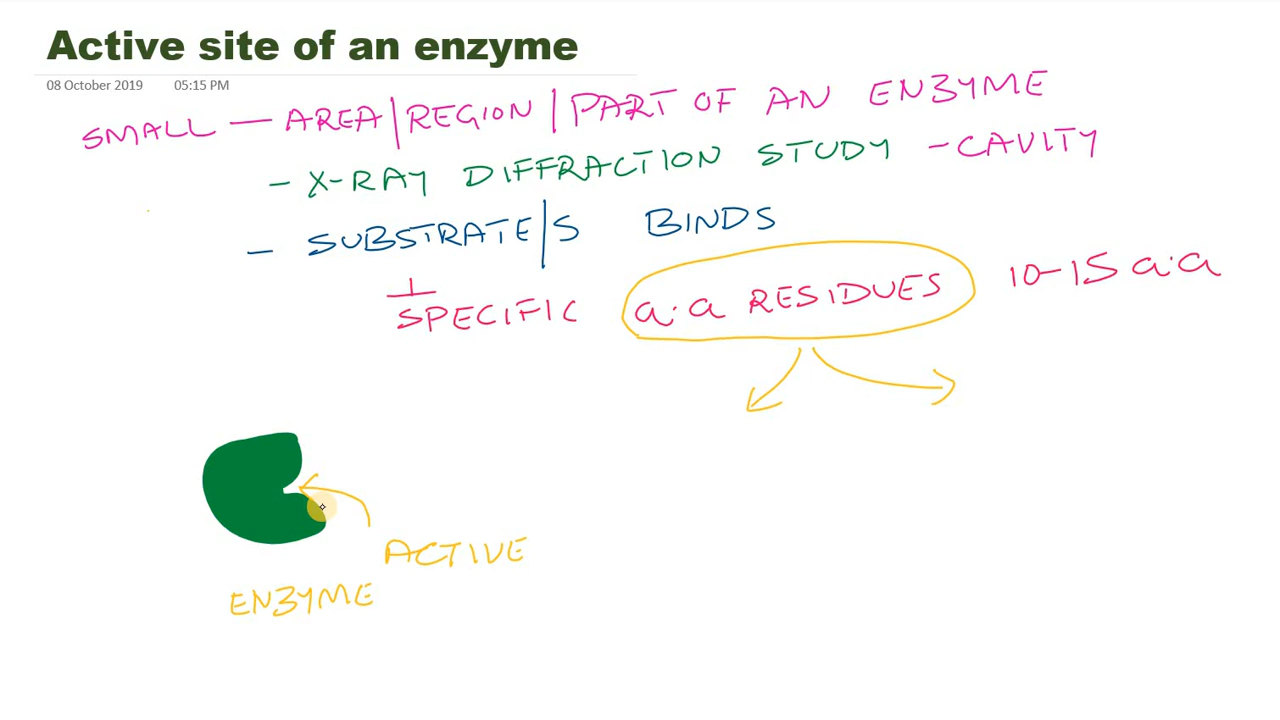 Active site of an enzyme
08 October 2019 05:15 PM
SMALL — AREA/REGION/PART OF AN ENZYME
- X-RAY DIFFRACTION STUDY - CAVITY
- SUBSTRATE/S BINDS
SPECIFIC a.a RESIDUES 10-15 a.a
ACTIVE
ENZYME